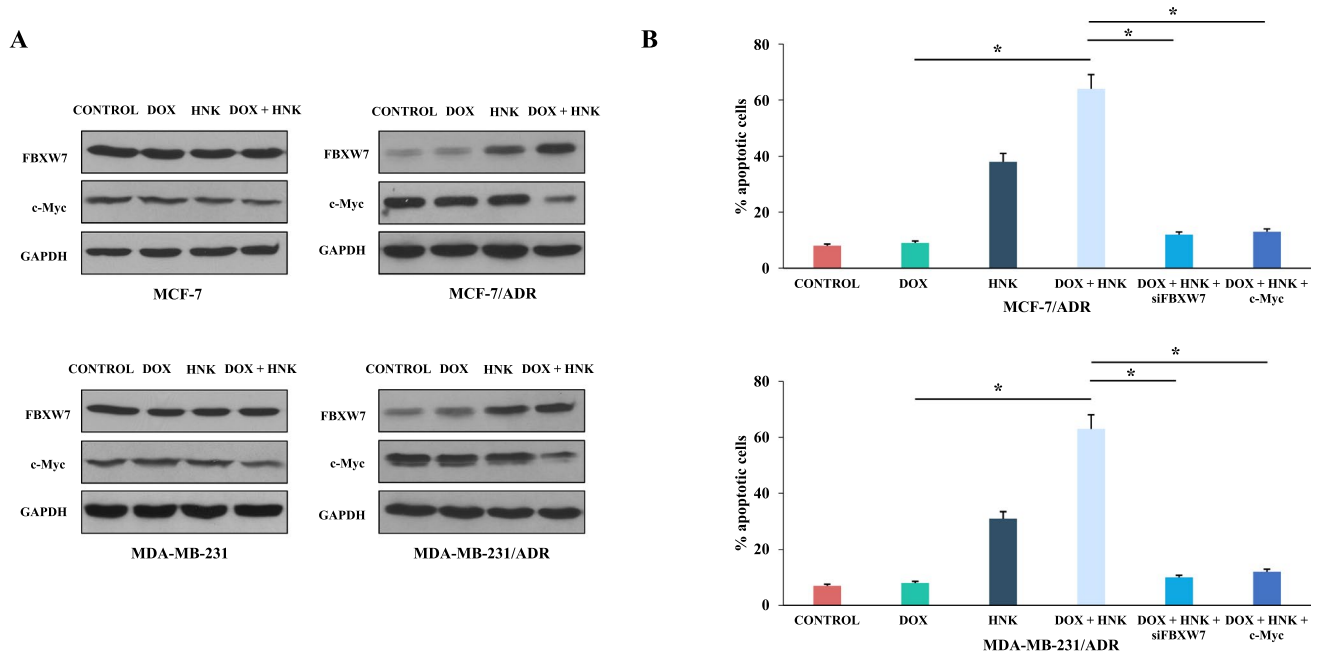 A
CONTROL DOX HNK DOX + HNK
FBXW7
c-Myc
GAPDH
MCF-7
CONTROL DOX HNK DOX + HNK
FBXW7
c-Myc
GAPDH
MCF-7/ADR
CONTROL DOX HNK DOX + HNK
FBXW7
c-Myc
GAPDH
MDA-MB-231
CONTROL DOX HNK DOX + HNK
FBXW7
c-Myc
GAPDH
MDA-MB-231/ADR
B
% apoptotic cells
80
60
40
20
0
*
*
*
CONTROL DOX HNK DOX + HNK DOX + HNK + DOX + HNK +
siFBXW7 c-Myc
MCF-7/ADR
% apoptotic cells
80
60
40
20
0
*
*
*
CONTROL DOX HNK DOX + HNK DOX + HNK + DOX + HNK +
siFBXW7 c-Myc
MDA-MB-231/ADR